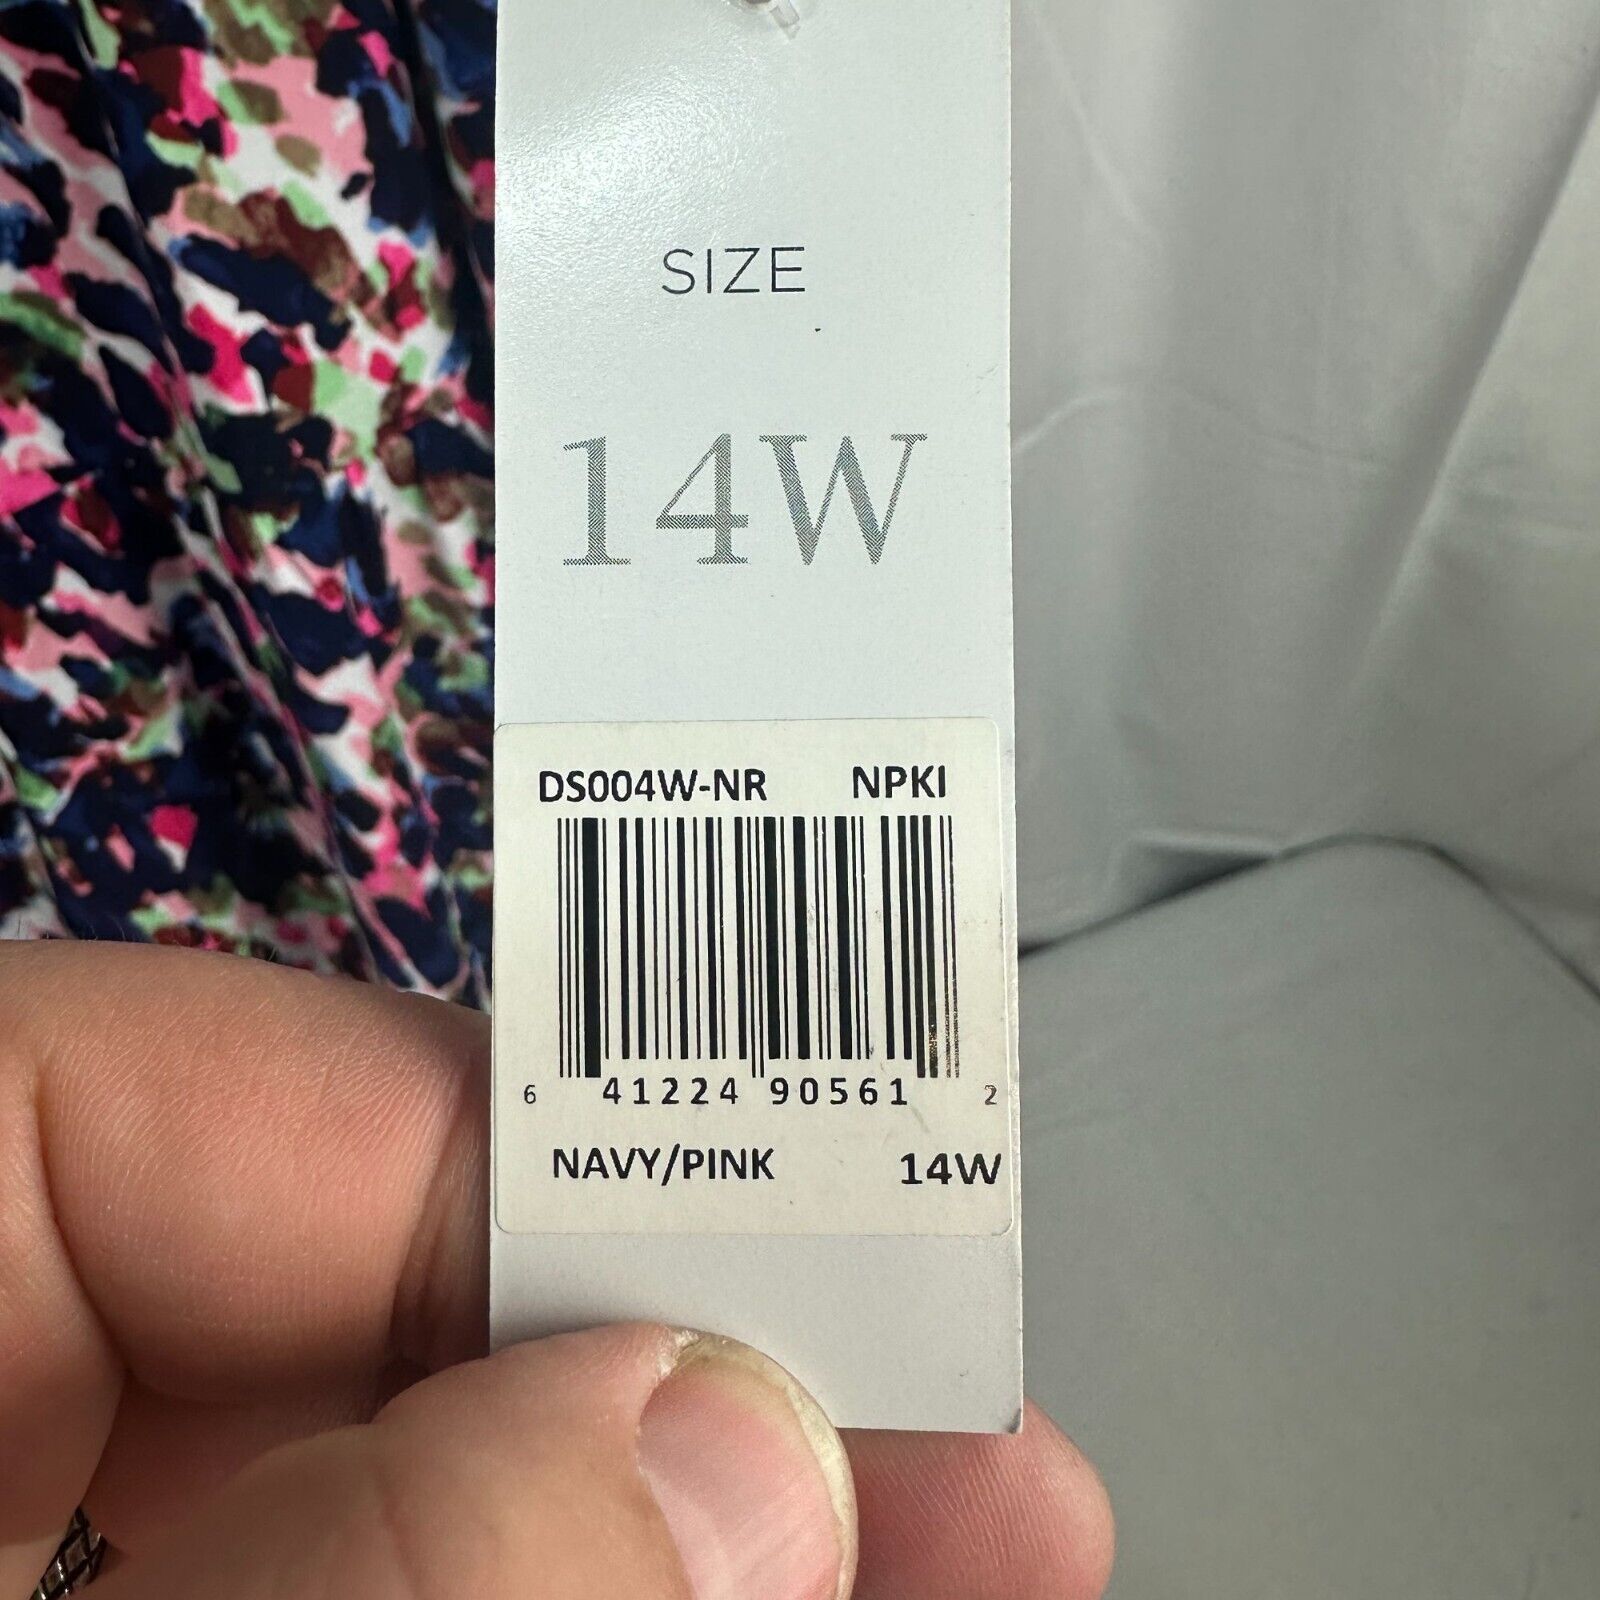 SIZE
14W
DS004W-NR NPKI
6 41224 90561 2
NAVY/PINK 14W